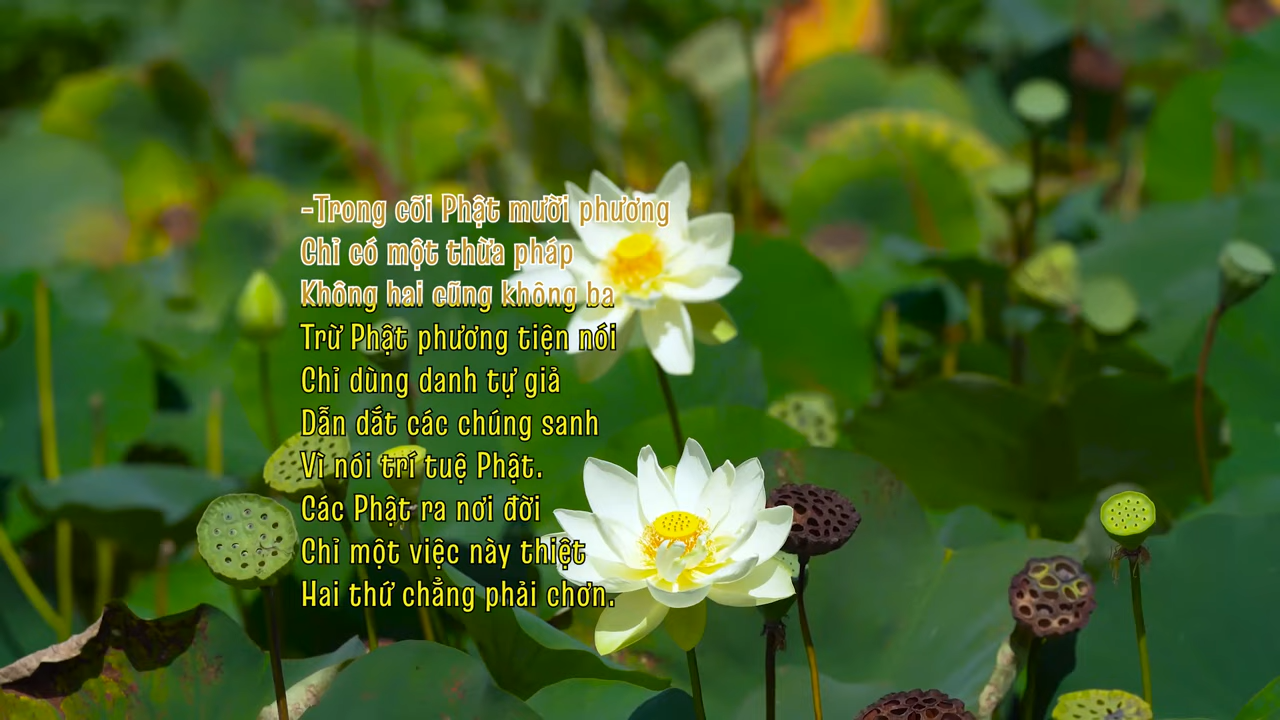 -Trong cõi Phật mười phương
Chỉ có một thừa pháp
Không hai cũng không ba
Trừ Phật phương tiện nói
Chỉ dùng danh tự giả
Dẫn dắt các chúng sanh
Vì nói trí tuệ Phật.
Các Phật ra nơi đời
Chỉ một việc này thiệt
Hai thứ chẳng phải chơn.